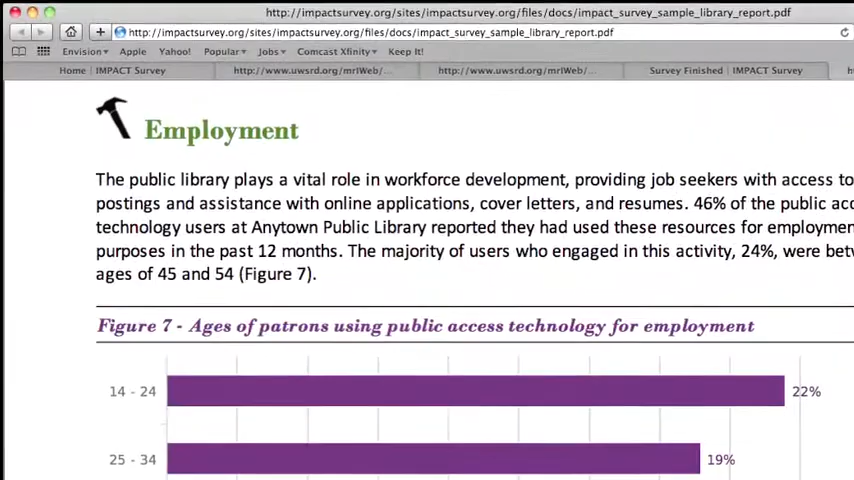 http://impactsurvey.org/sites/impactsurvey.org/files/docs/impact_survey_sample_library_report.pdf
http://impactsurvey.org/sites/impactsurvey.org/files/docs/impact_survey_sample_library_report.pdf
Envision Apple Yahoo! Popular Jobs Comcast Xfinity Keep It!
Home | IMPACT Survey http://www.uwsrd.org/mrIWeb/... http://www.uwsrd.org/mrIWeb/... Survey Finished | IMPACT Survey
Employment
The public library plays a vital role in workforce development, providing job seekers with access to
postings and assistance with online applications, cover letters, and resumes. 46% of the public acc
technology users at Anytown Public Library reported they had used these resources for employmen
purposes in the past 12 months. The majority of users who engaged in this activity, 24%, were betw
ages of 45 and 54 (Figure 7).
Figure 7 - Ages of patrons using public access technology for employment
14 - 24 22%
25 - 34 19%